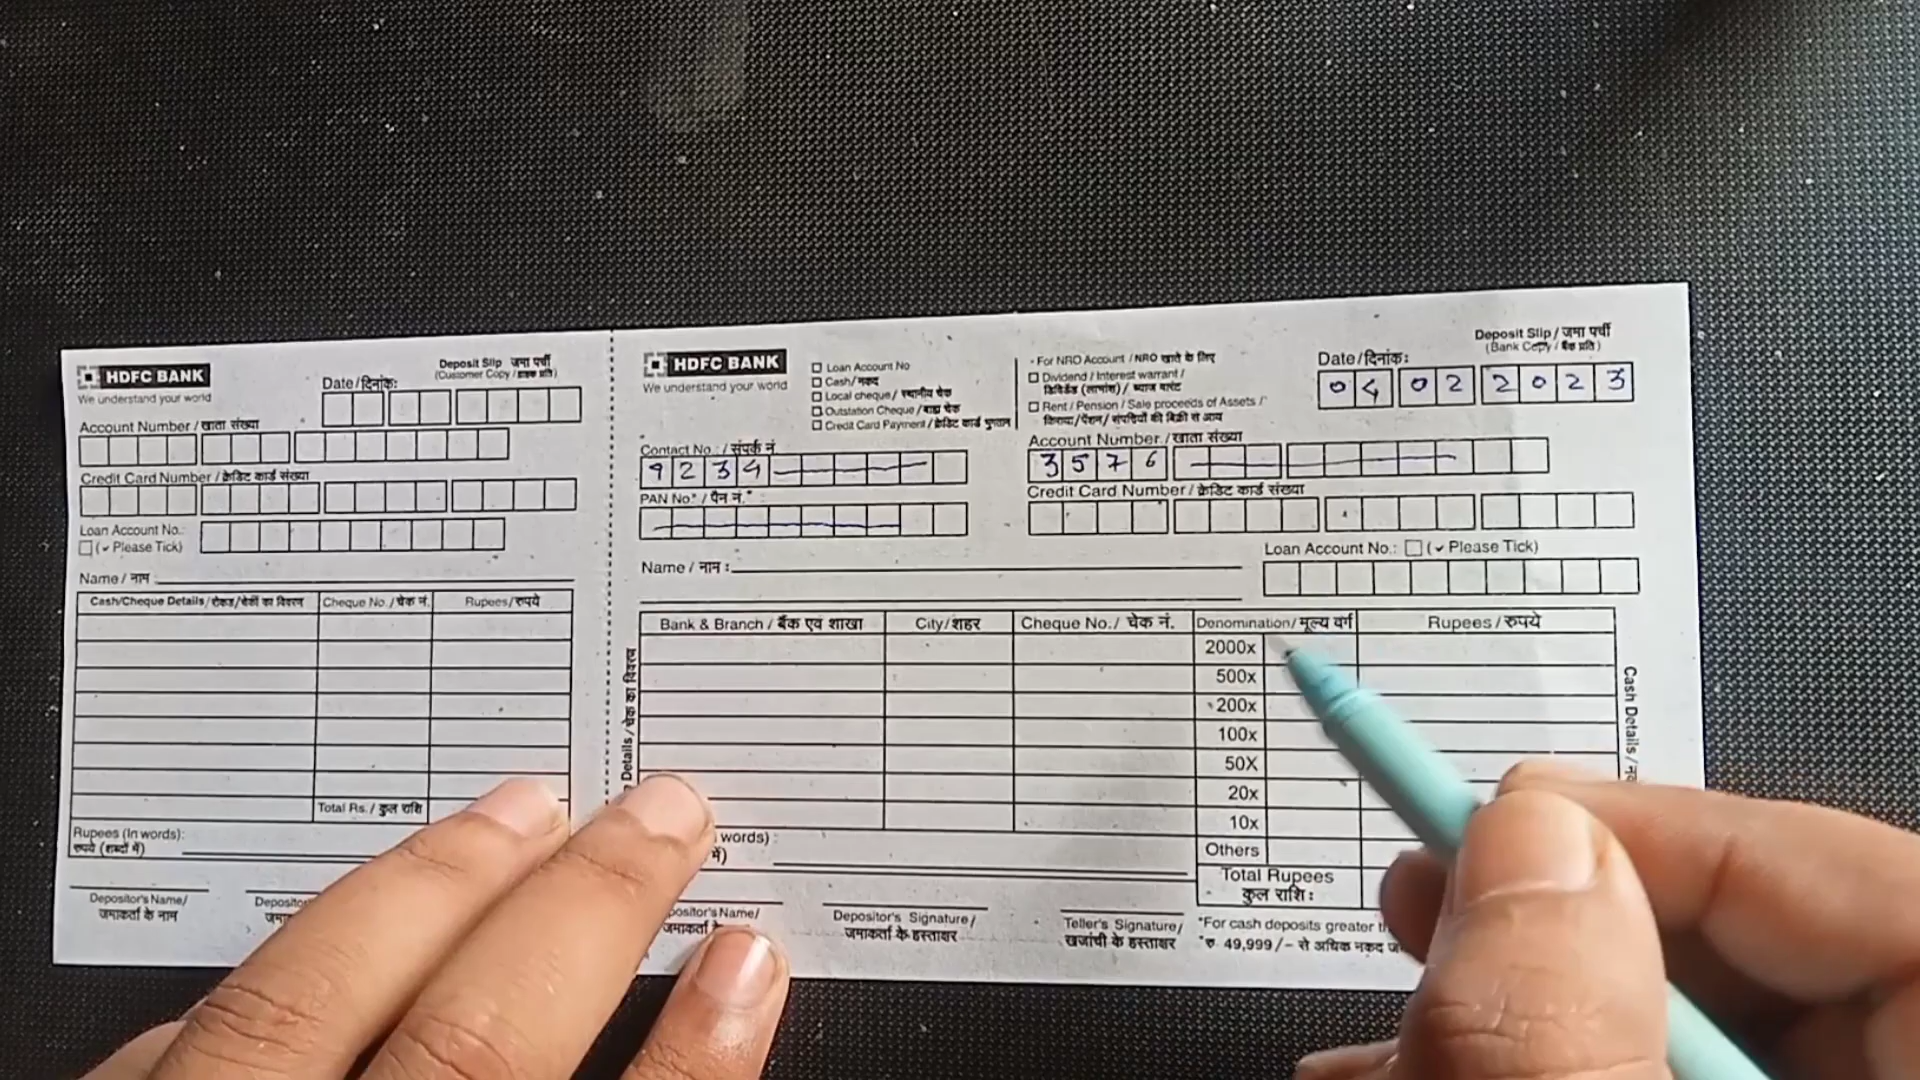 HDFC BANK
We understand your world
Deposit Slip जमा पर्ची
(Customer Copy / ग्राहक प्रति)
Date/दिनांक:
Account Number / खाता संख्या
Credit Card Number / क्रेडिट कार्ड संख्या
Loan Account No.:
(✓ Please Tick)
Name / नाम
Cash/Cheque Details / रोकड/चेकों का विवरण Cheque No. / चेक नं. Rupees/रुपये
Total Rs. / कुल राशि
Rupees (In words):
रुपये (शब्दों में)
Depositor's Name/
जमाकर्ता के नाम
HDFC BANK
We understand your world
Loan Account No
Cash/नकद
Local cheque / स्थानीय चेक
Outstation Cheque / बाह्य चेक
Credit Card Payment / क्रेडिट कार्ड भुगतान
- For NRO Account / NRO खाते के लिए
Dividend / Interest warrant /
डिविडेंड (लाभांश) / ब्याज वारंट
Rent / Pension / Sale proceeds of Assets /
किराया/पेंशन/ संपत्तियों की बिक्री से आय
Deposit Slip / जमा पर्ची
(Bank Copy / बैंक प्रति)
Date/दिनांक:
04 02 2023
Contact No. : / संपर्क नं.
9234
Account Number / खाता संख्या
3576
PAN No.* / पैन नं.*
Credit Card Number / क्रेडिट कार्ड संख्या
Loan Account No.: (✓ Please Tick)
Name / नाम :
Bank & Branch / बैंक एवं शाखा City/शहर Cheque No./ चेक नं. Denomination/मूल्य वर्ग Rupees / रुपये
2000x
500x
200x
100x
50X
20x
10x
Others
Total Rupees
कुल राशि :
Details / चेक का विवरण
Cash Details /
words) :
में)
Depositor's Signature /
जमाकर्ता के हस्ताक्षर
Teller's Signature/
खजांची के हस्ताक्षर
*For cash deposits greater
*रु 49,999/- से अधिक नकद